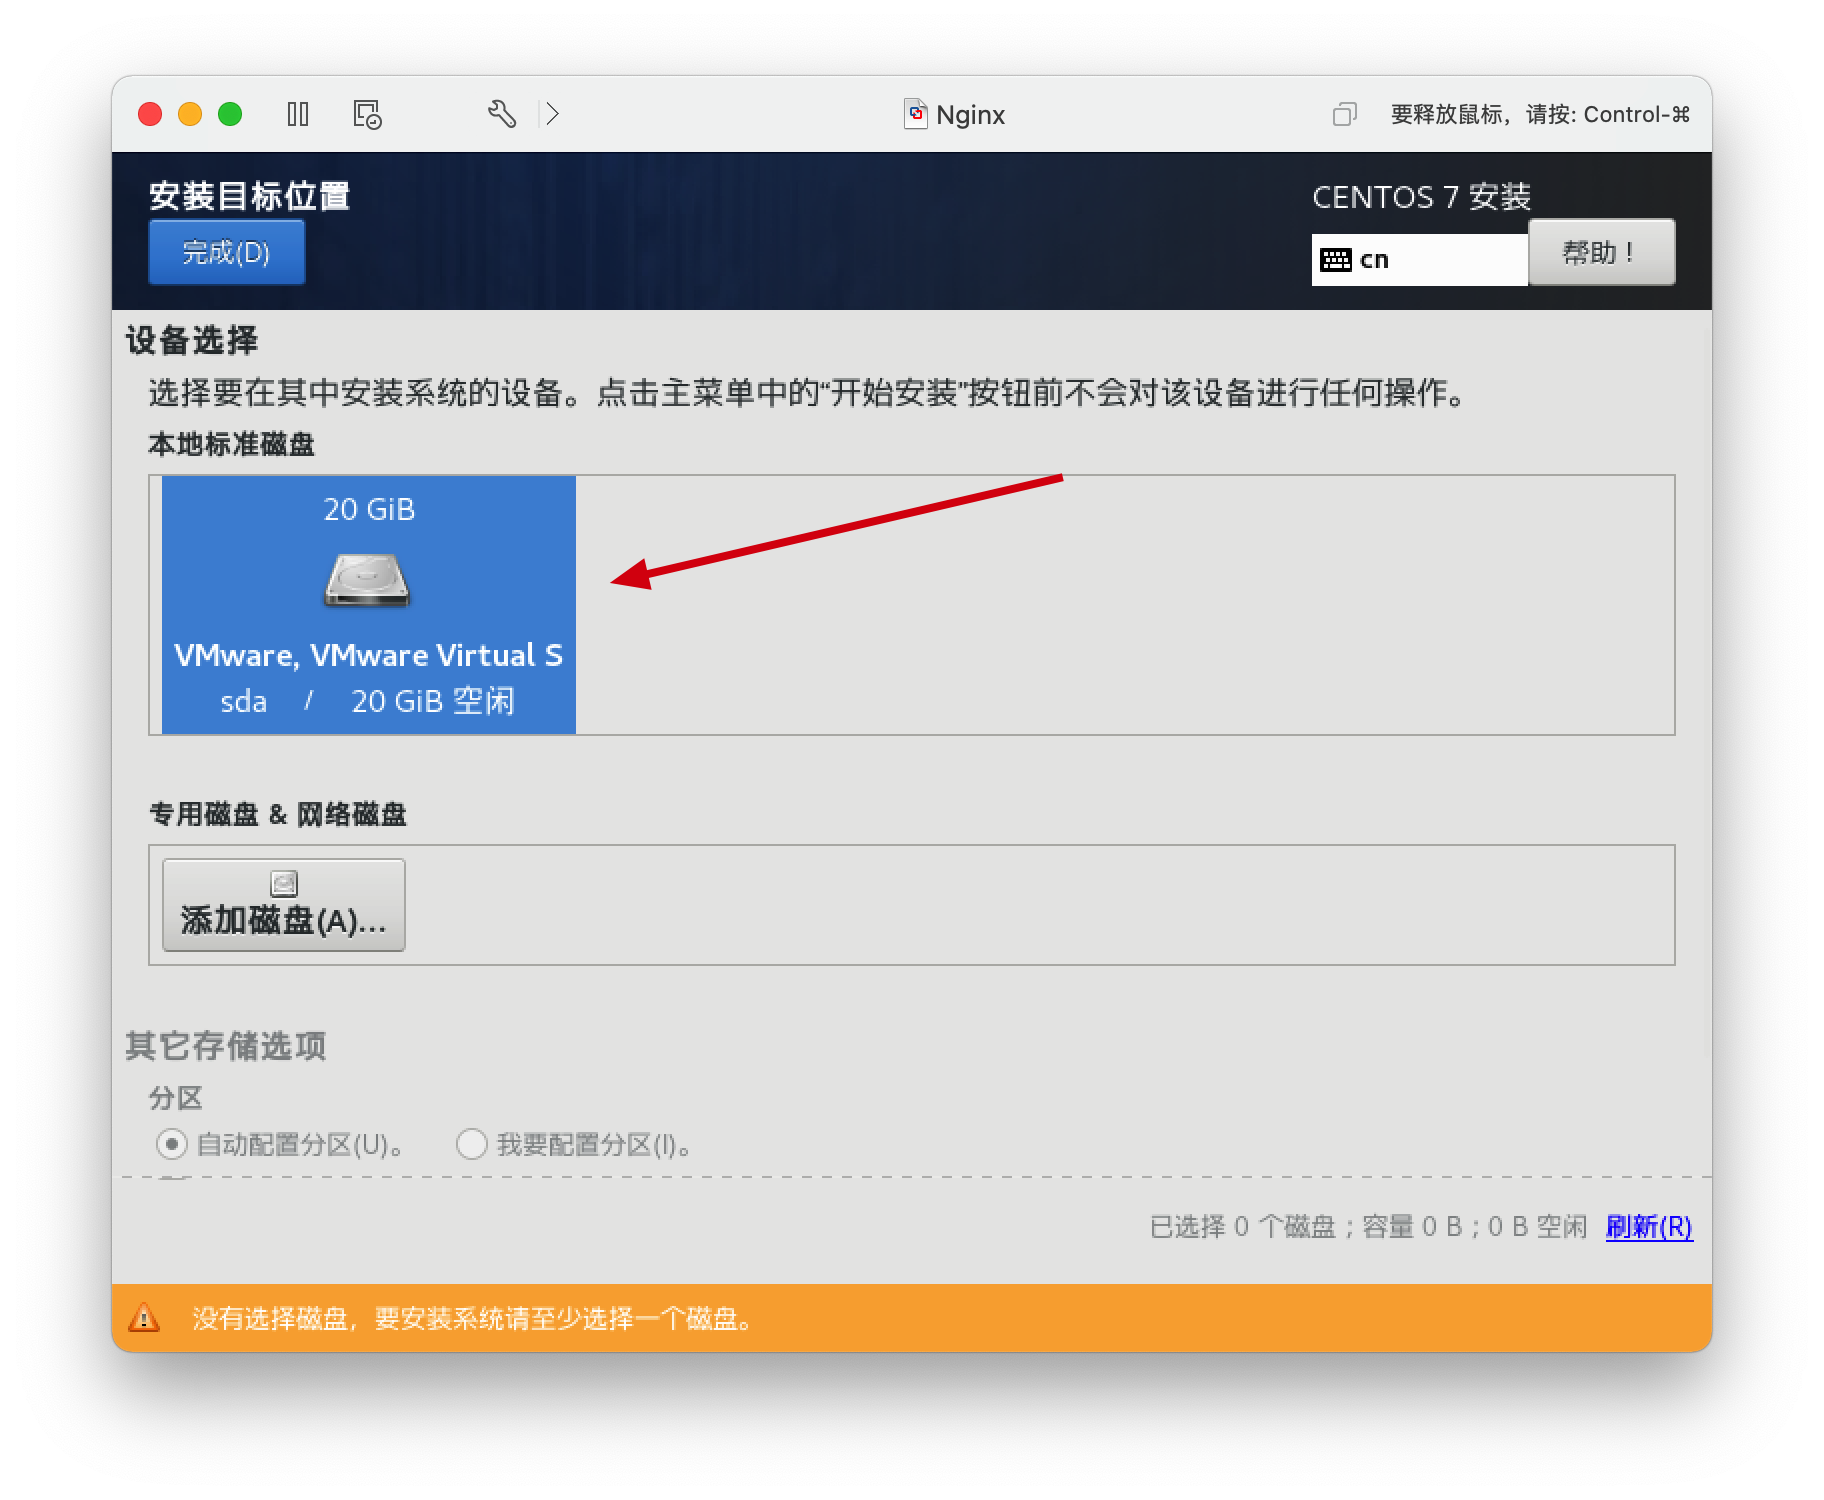 Nginx
要释放鼠标，请按: Control-⌘
安装目标位置
CENTOS 7 安装
完成(D)
cn
帮助！
设备选择
选择要在其中安装系统的设备。点击主菜单中的“开始安装”按钮前不会对该设备进行任何操作。
本地标准磁盘
20 GiB
VMware, VMware Virtual S
sda / 20 GiB 空闲
专用磁盘 & 网络磁盘
添加磁盘(A)...
其它存储选项
分区
自动配置分区(U)。 我要配置分区(I)。
已选择 0 个磁盘；容量 0 B；0 B 空闲 刷新(R)
没有选择磁盘，要安装系统请至少选择一个磁盘。